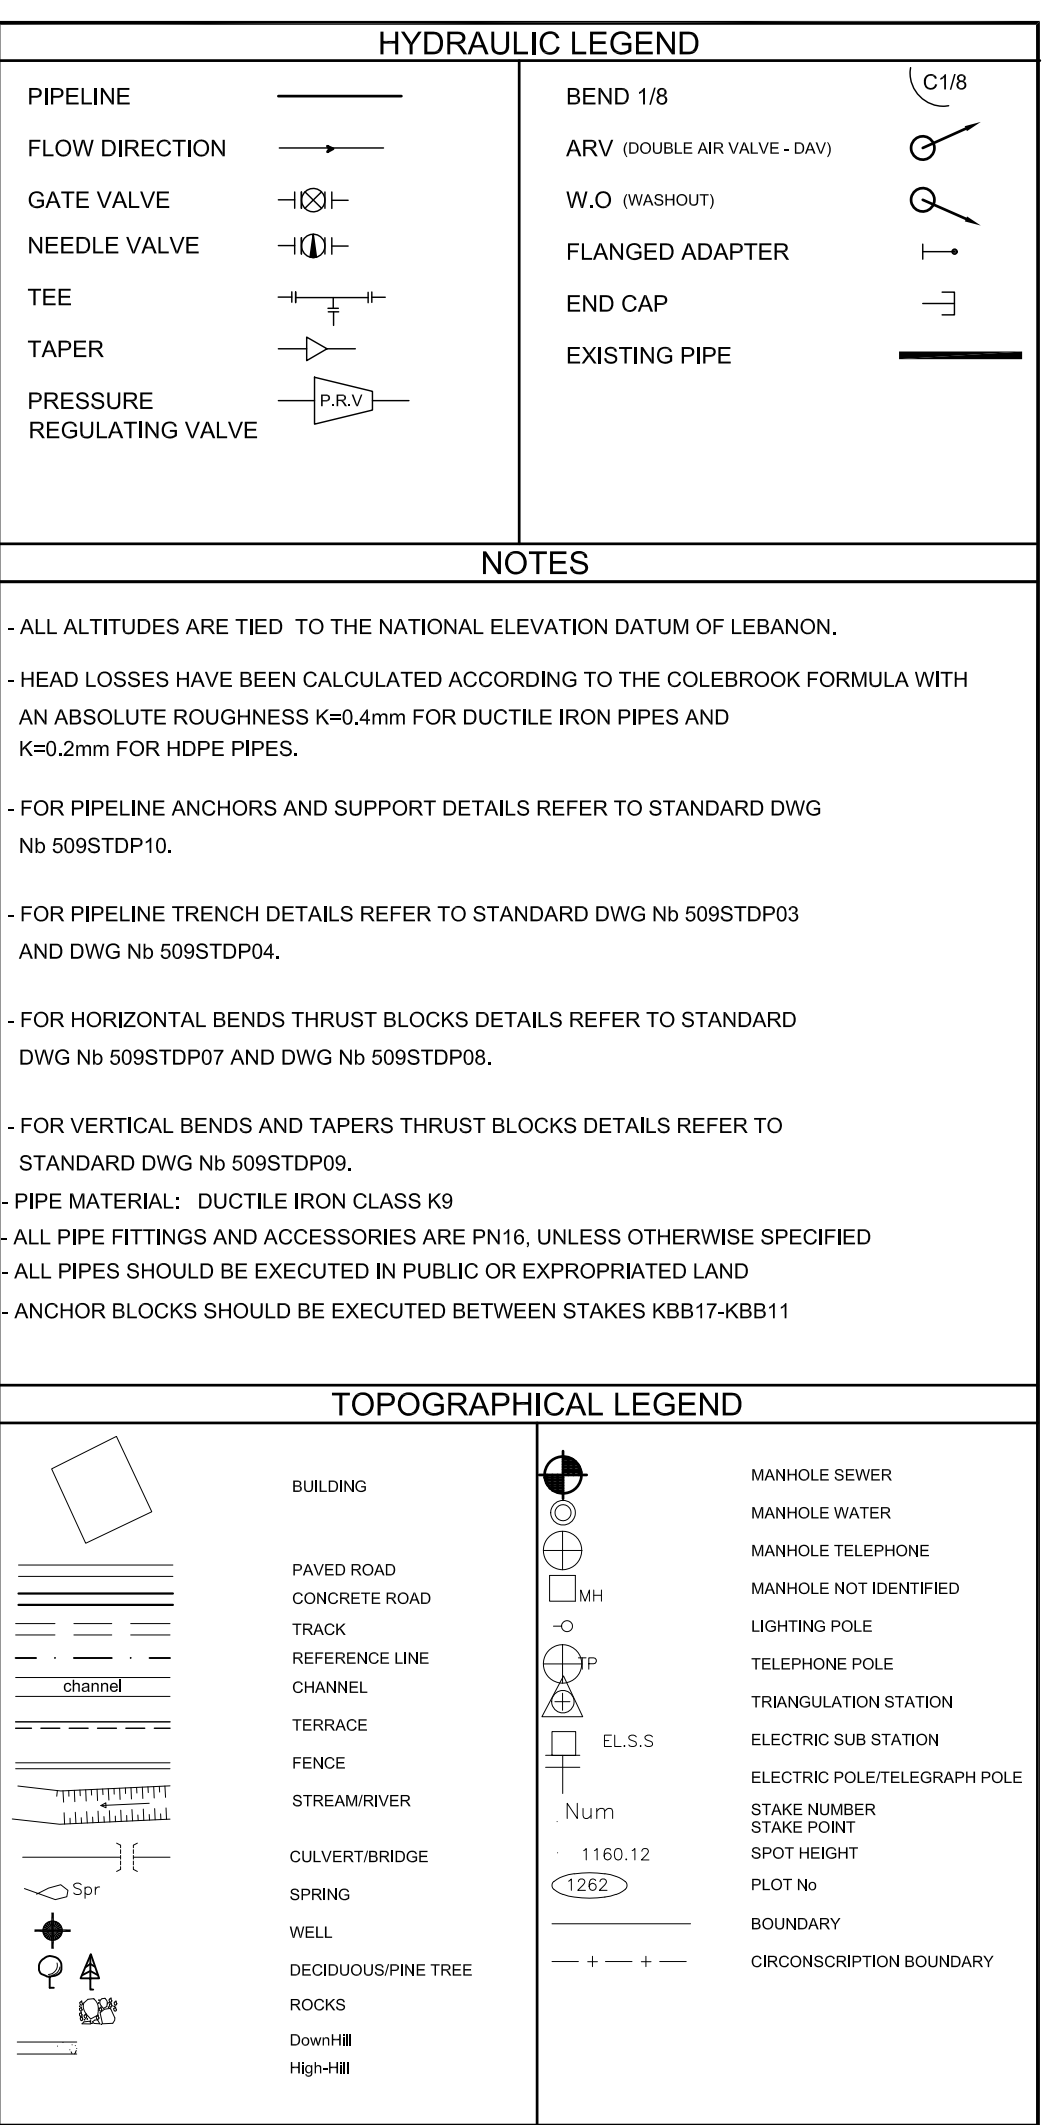 HYDRAULIC LEGEND
PIPELINE
FLOW DIRECTION
GATE VALVE
NEEDLE VALVE
TEE
TAPER
PRESSURE
REGULATING VALVE
P.R.V
BEND 1/8
C1/8
ARV (DOUBLE AIR VALVE - DAV)
W.O (WASHOUT)
FLANGED ADAPTER
END CAP
EXISTING PIPE
NOTES
- ALL ALTITUDES ARE TIED TO THE NATIONAL ELEVATION DATUM OF LEBANON.
- HEAD LOSSES HAVE BEEN CALCULATED ACCORDING TO THE COLEBROOK FORMULA WITH
AN ABSOLUTE ROUGHNESS K=0.4mm FOR DUCTILE IRON PIPES AND
K=0.2mm FOR HDPE PIPES.
- FOR PIPELINE ANCHORS AND SUPPORT DETAILS REFER TO STANDARD DWG
Nb 509STDP10.
- FOR PIPELINE TRENCH DETAILS REFER TO STANDARD DWG Nb 509STDP03
AND DWG Nb 509STDP04.
- FOR HORIZONTAL BENDS THRUST BLOCKS DETAILS REFER TO STANDARD
DWG Nb 509STDP07 AND DWG Nb 509STDP08.
- FOR VERTICAL BENDS AND TAPERS THRUST BLOCKS DETAILS REFER TO
STANDARD DWG Nb 509STDP09.
- PIPE MATERIAL: DUCTILE IRON CLASS K9
- ALL PIPE FITTINGS AND ACCESSORIES ARE PN16, UNLESS OTHERWISE SPECIFIED
- ALL PIPES SHOULD BE EXECUTED IN PUBLIC OR EXPROPRIATED LAND
- ANCHOR BLOCKS SHOULD BE EXECUTED BETWEEN STAKES KBB17-KBB11
TOPOGRAPHICAL LEGEND
BUILDING
PAVED ROAD
CONCRETE ROAD
TRACK
REFERENCE LINE
channel CHANNEL
TERRACE
FENCE
STREAM/RIVER
CULVERT/BRIDGE
Spr SPRING
WELL
DECIDUOUS/PINE TREE
ROCKS
DownHill
High-Hill
MANHOLE SEWER
MANHOLE WATER
MANHOLE TELEPHONE
MH MANHOLE NOT IDENTIFIED
LIGHTING POLE
TP TELEPHONE POLE
TRIANGULATION STATION
EL.S.S ELECTRIC SUB STATION
ELECTRIC POLE/TELEGRAPH POLE
Num STAKE NUMBER
STAKE POINT
1160.12 SPOT HEIGHT
1262 PLOT No
BOUNDARY
CIRCONSCRIPTION BOUNDARY